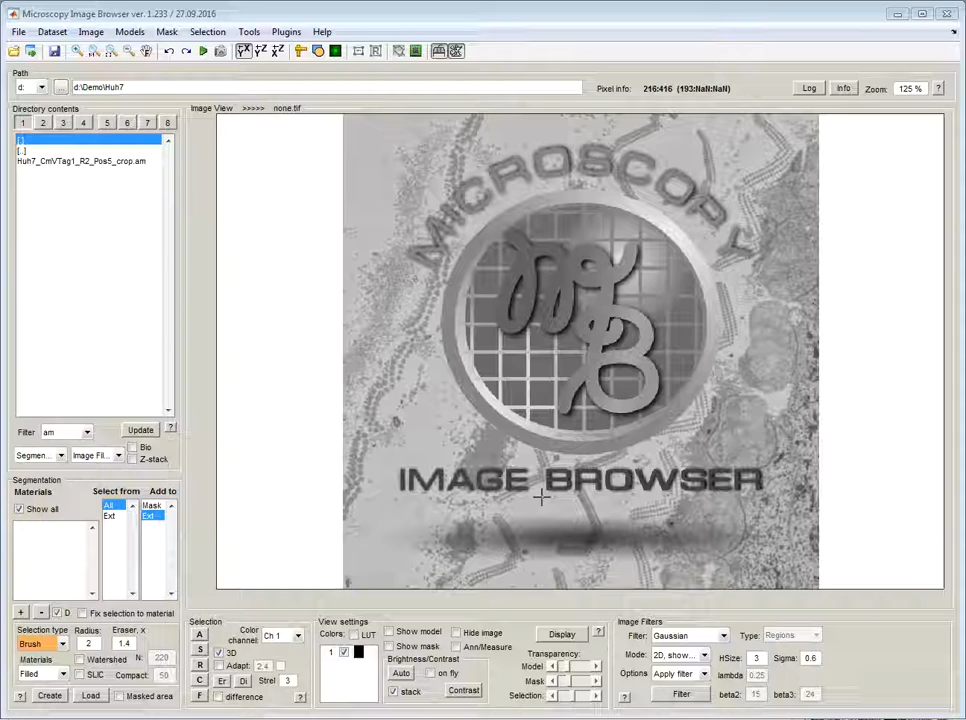 Microscopy Image Browser ver. 1.233 / 27.09.2016
File Dataset Image Models Mask Selection Tools Plugins Help
Path
d: ... d:\Demo\Huh7 Pixel info: 216:416 (193:NaN:NaN) Log Info Zoom: 125 % ?
Directory contents Image View >>>>> none.tif
1 2 3 4 5 6 7 8
[.]
[..]
Huh7_CmVTag1_R2_Pos5_crop.am
MICROSCOPY
miB
IMAGE BROWSER
Filter am Update ?
Segmen... Image Fil... Bio
Z-stack
Segmentation
Materials Select from Add to
Show all All Mask
Ext Ext
+ - D Fix selection to material
Selection type Radius: Eraser, x
Brush 2 1.4
Materials Watershed N: 220
Filled SLIC Compact: 50
? Create Load Masked area
Selection
A Color channel: Ch 1
S 3D
R Adapt: 2.4
C Er Di Strel 3
F difference
View settings
Colors: LUT Show model Hide image Display ?
1 Show mask Ann/Measure
Brightness/Contrast Transparency:
Auto on fly Model
Mask
stack Contrast Selection:
Image Filters
Filter: Gaussian Type: Regions
Mode: 2D, show... HSize: 3 Sigma: 0.6
Options Apply filter lambda 0.25
? Filter beta2: 15 beta3: 24